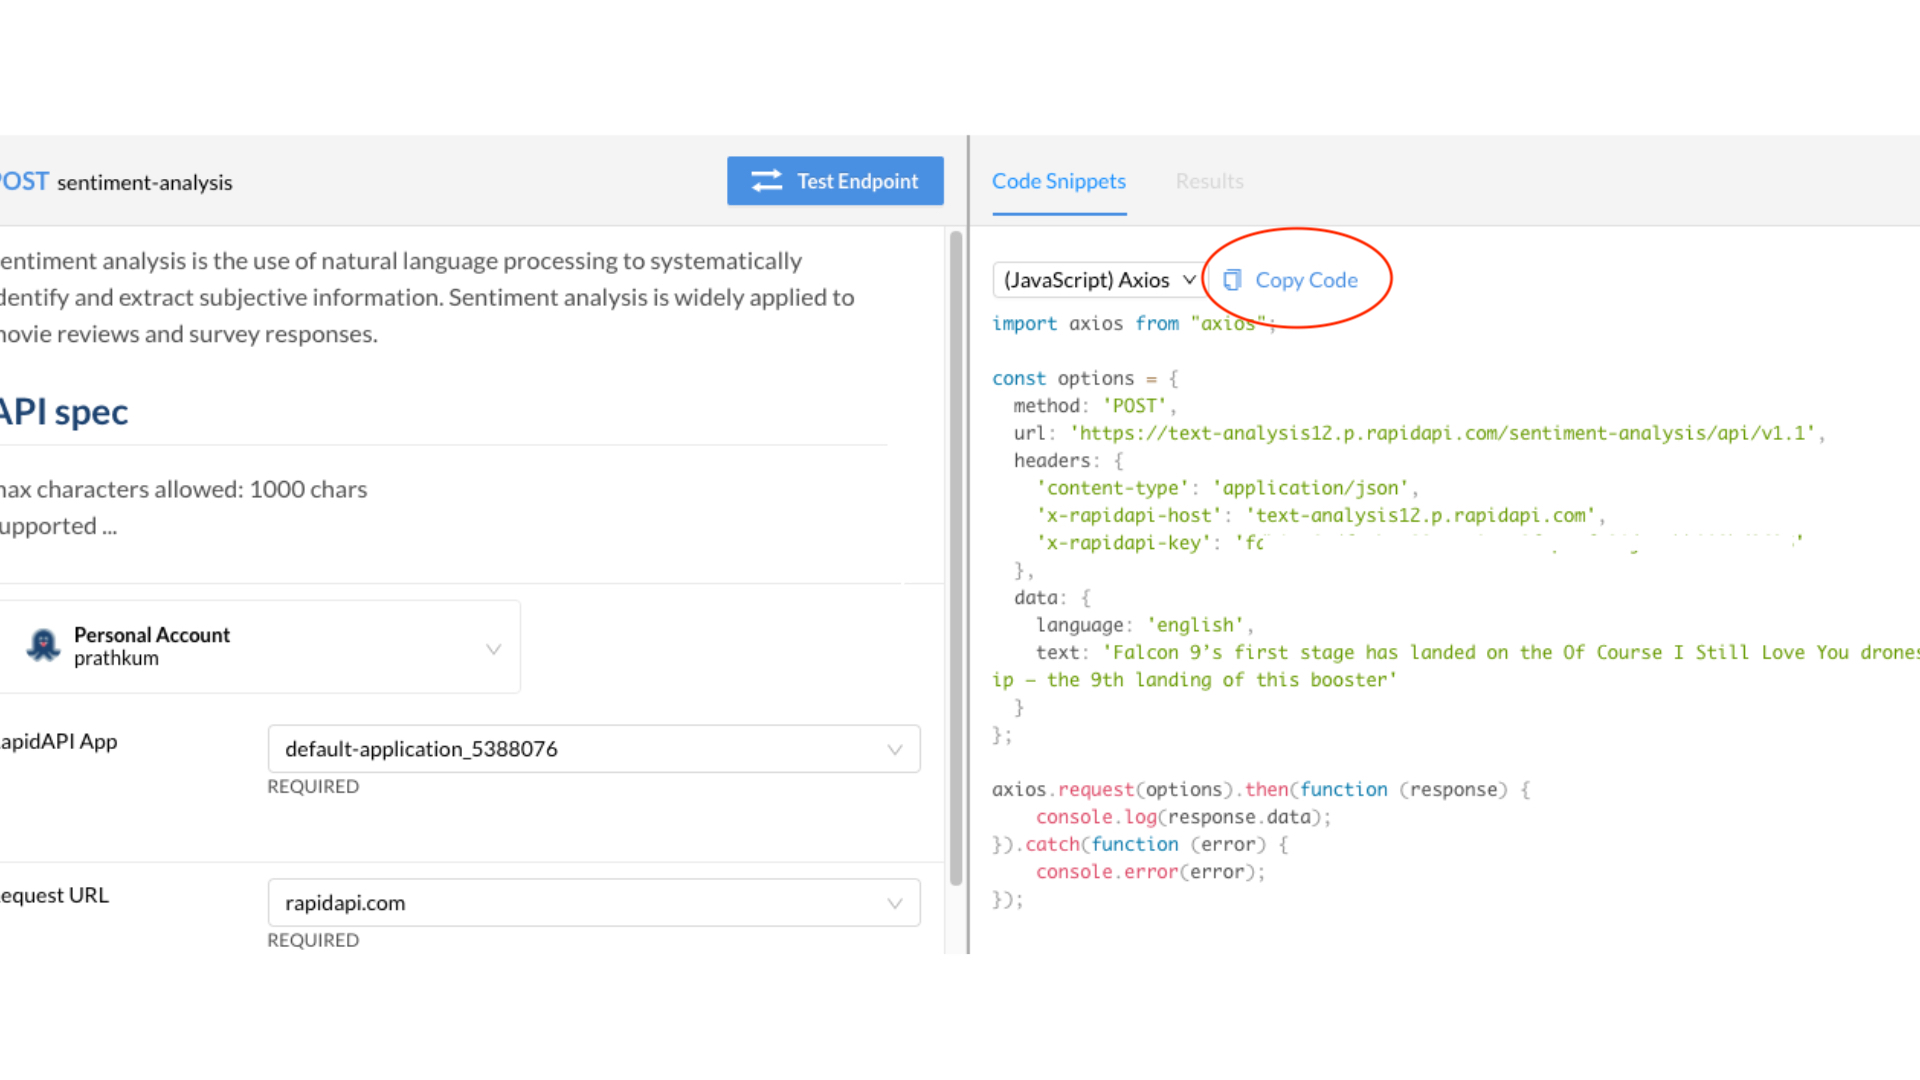 POST sentiment-analysis
Test Endpoint
entiment analysis is the use of natural language processing to systematically
dentify and extract subjective information. Sentiment analysis is widely applied to
novie reviews and survey responses.
API spec
nax characters allowed: 1000 chars
upported ...
Personal Account
prathkum
apidAPI App
default-application_5388076
REQUIRED
equest URL
rapidapi.com
REQUIRED
Code Snippets
Results
(JavaScript) Axios
Copy Code
import axios from "axios";
const options = {
method: 'POST',
url: 'https://text-analysis12.p.rapidapi.com/sentiment-analysis/api/v1.1',
headers: {
'content-type': 'application/json',
'x-rapidapi-host': 'text-analysis12.p.rapidapi.com',
'x-rapidapi-key': '
},
data: {
language: 'english',
text: 'Falcon 9’s first stage has landed on the Of Course I Still Love You drones
ip – the 9th landing of this booster'
}
};
axios.request(options).then(function (response) {
console.log(response.data);
}).catch(function (error) {
console.error(error);
});